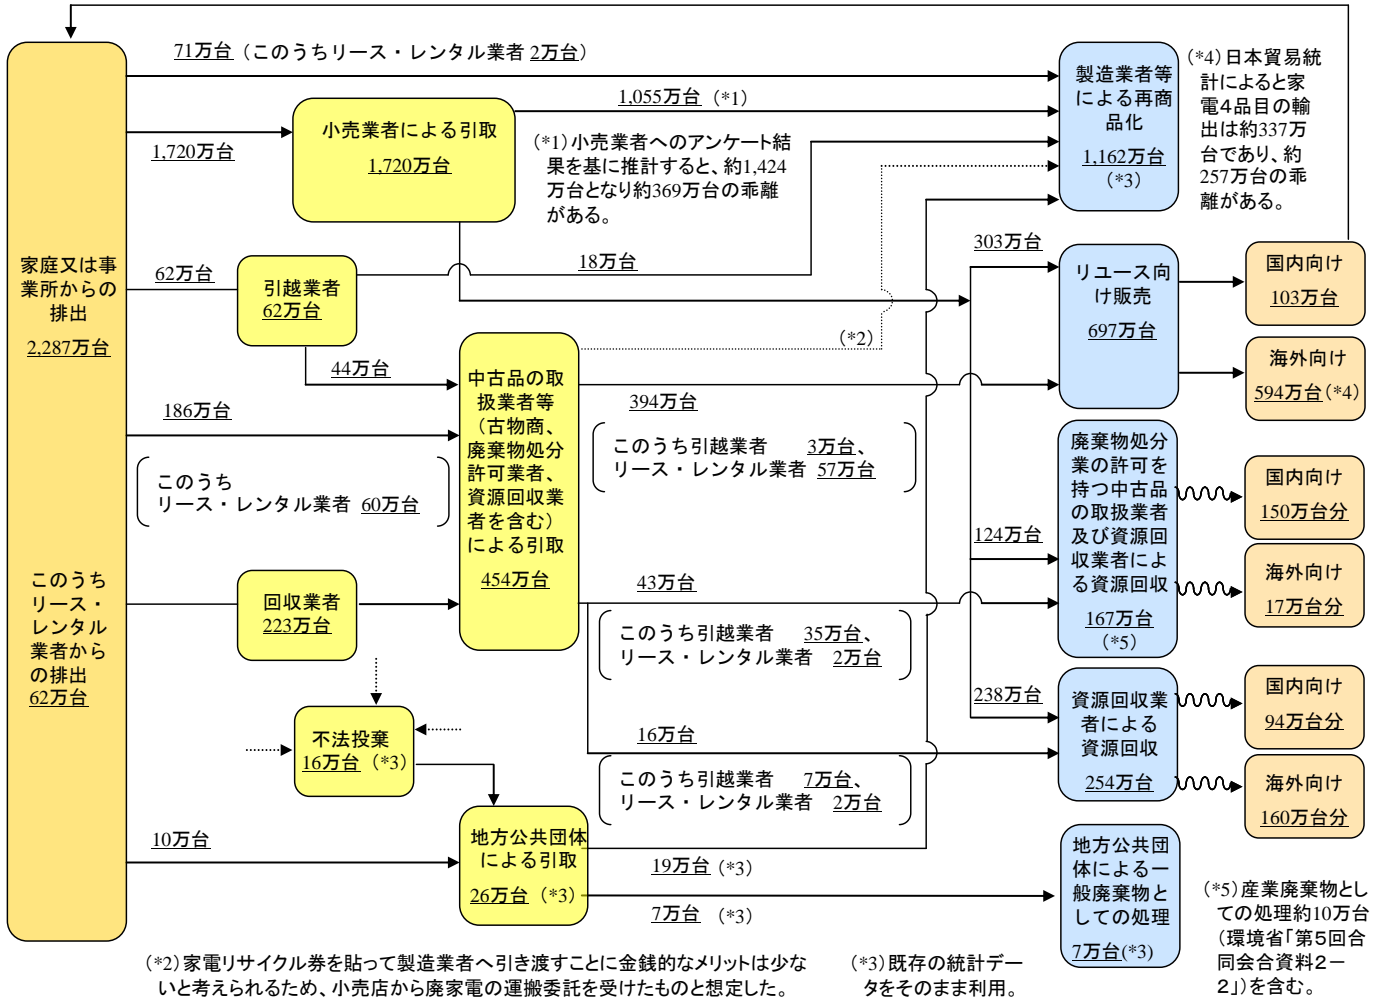 71万台（このうちリース・レンタル業者 2万台）
1,055万台（*1）
製造業者等
による再商
品化
1,162万台
（*3）
（*4）日本貿易統
計によると家
電４品目の輸
出は約337万
台であり、約
257万台の乖
離がある。
小売業者による引取
1,720万台
1,720万台
（*1）小売業者へのアンケート結
果を基に推計すると、約1,424
万台となり約369万台の乖離
がある。
家庭又は事
業所からの
排出
2,287万台
62万台
引越業者
62万台
18万台
303万台
リユース向
け販売
697万台
国内向け
103万台
海外向け
594万台（*4）
44万台
（*2）
中古品の取
扱業者等
（古物商、
廃棄物処分
許可業者、
資源回収業
者を含む）
による引取
454万台
186万台
このうち
リース・レンタル業者 60万台
394万台
このうち引越業者 3万台、
リース・レンタル業者 57万台
廃棄物処分
業の許可を
持つ中古品
の取扱業者
及び資源回
収業者によ
る資源回収
167万台
（*5）
国内向け
150万台分
海外向け
17万台分
124万台
このうち
リース・
レンタル
業者から
の排出
62万台
回収業者
223万台
43万台
このうち引越業者 35万台、
リース・レンタル業者 2万台
238万台
資源回収業
者による
資源回収
254万台
国内向け
94万台分
海外向け
160万台分
不法投棄
16万台（*3）
16万台
このうち引越業者 7万台、
リース・レンタル業者 2万台
10万台
地方公共団体
による引取
26万台（*3）
19万台（*3）
7万台（*3）
地方公共団
体による一
般廃棄物と
しての処理
7万台(*3）
（*5）産業廃棄物とし
ての処理約10万台
（環境省「第５回合
同会合資料２－
２」）を含む。
（*2）家電リサイクル券を貼って製造業者へ引き渡すことに金銭的なメリットは少な
いと考えられるため、小売店から廃家電の運搬委託を受けたものと想定した。
（*3）既存の統計デー
タをそのまま利用。